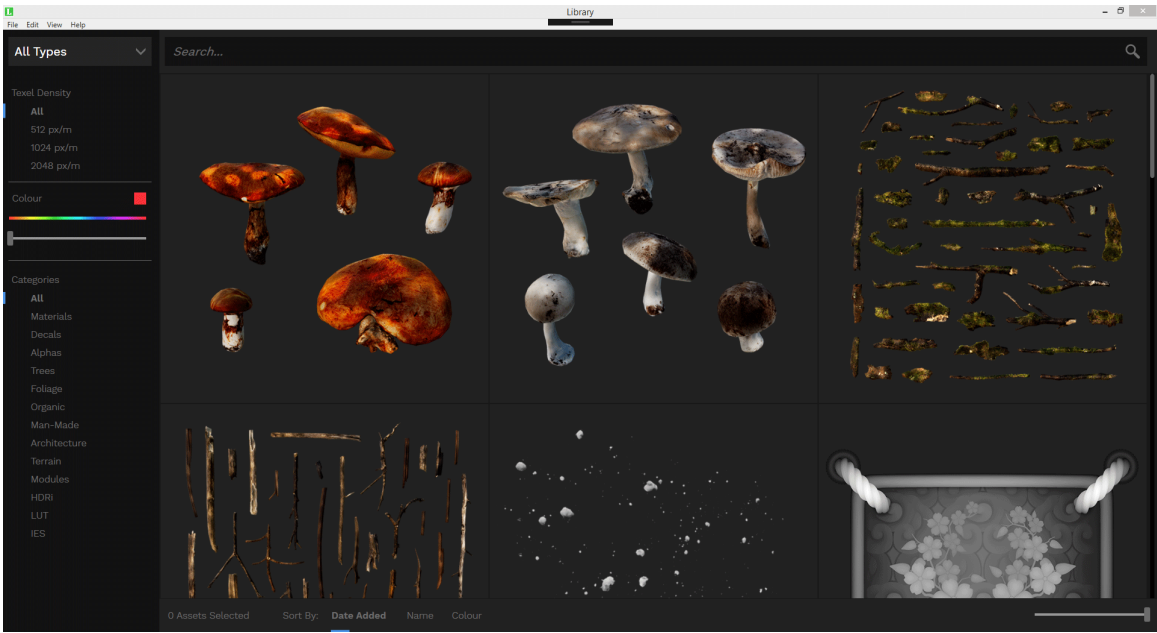 L
Library
File Edit View Help
All Types
Search...
Texel Density
All
512 px/m
1024 px/m
2048 px/m
Colour
Categories
All
Materials
Decals
Alphas
Trees
Foliage
Organic
Man-Made
Architecture
Terrain
Modules
HDRi
LUT
IES
0 Assets Selected Sort By: Date Added Name Colour